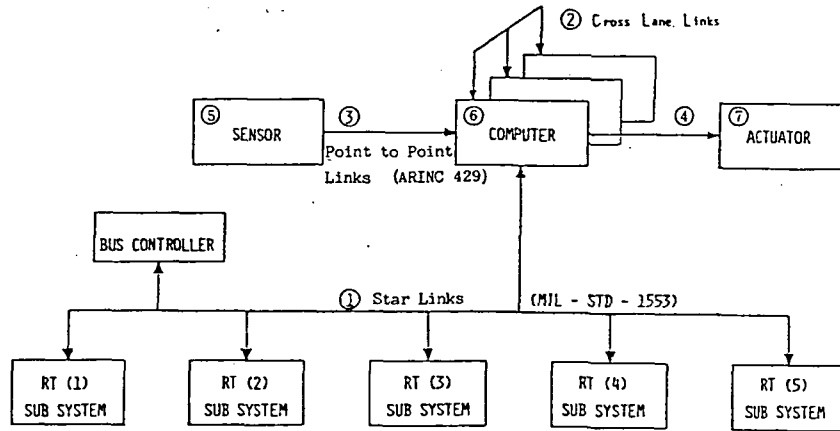 ② Cross Lane Links
⑤ SENSOR
③
⑥ COMPUTER
④
⑦ ACTUATOR
Point to Point
Links (ARINC 429)
BUS CONTROLLER
① Star Links (MIL - STD - 1553)
RT (1)
SUB SYSTEM
RT (2)
SUB SYSTEM
RT (3)
SUB SYSTEM
RT (4)
SUB SYSTEM
RT (5)
SUB SYSTEM